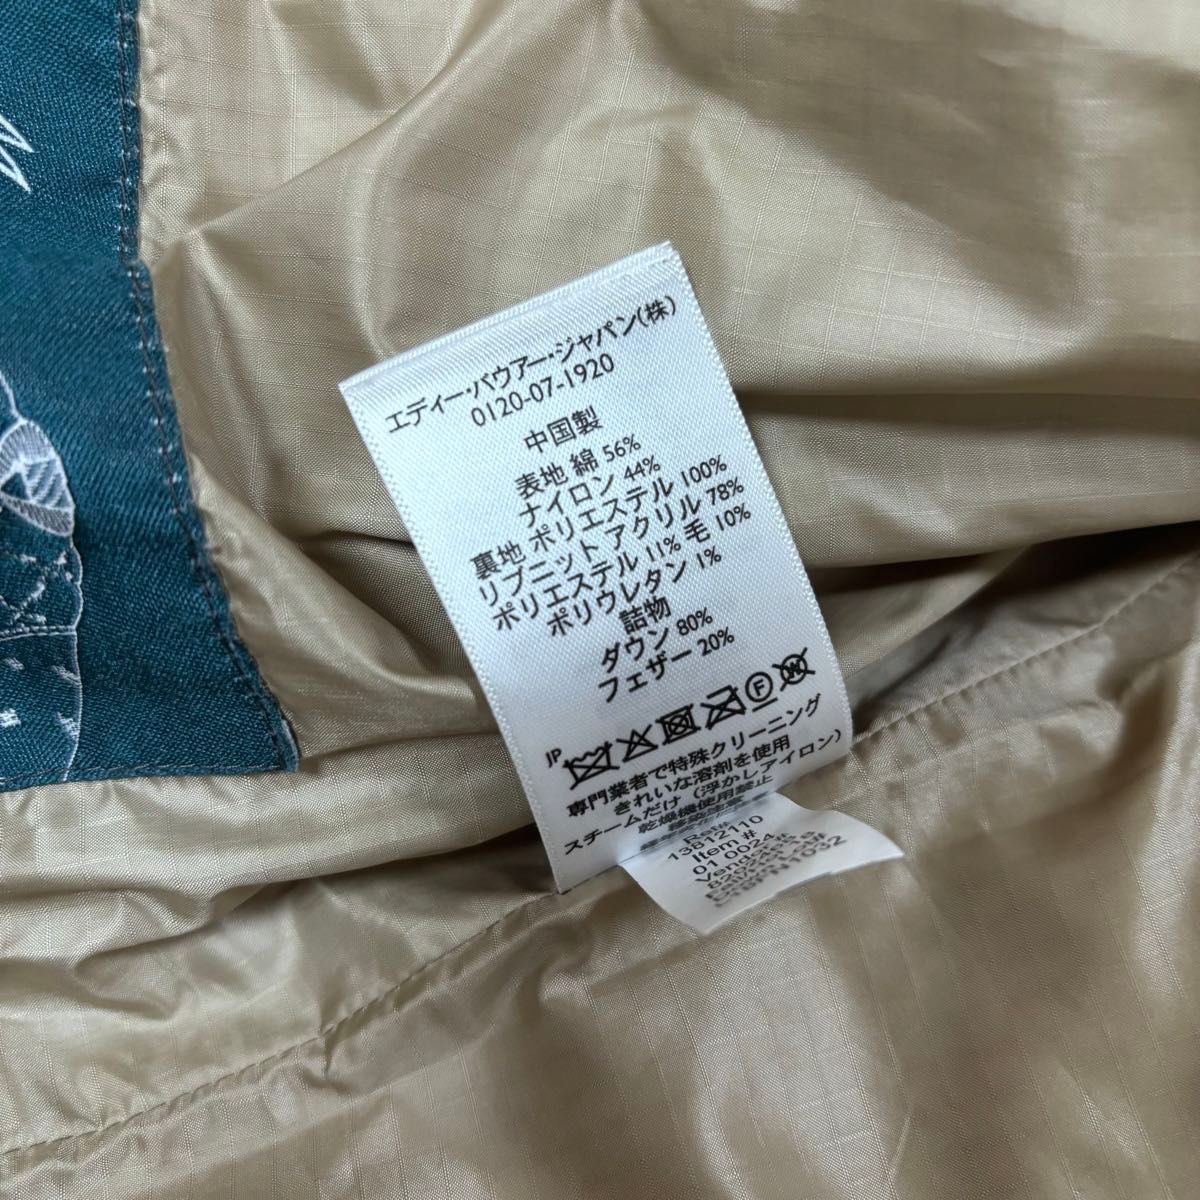 エディー・バウアー・ジャパン(株)
0120-07-1920
中国製
表地 綿 56%
ナイロン 44%
裏地 ポリエステル 100%
リブニット アクリル 78%
ポリエステル 11% 毛 10%
ポリウレタン 1%
詰物
ダウン 80%
フェザー 20%
JP
F
W
専門業者で特殊クリーニング
きれいな溶剤を使用
スチームだけ (浮かしアイロン)
乾燥機使用禁止
Ref#
13812110
Item #
01 0024